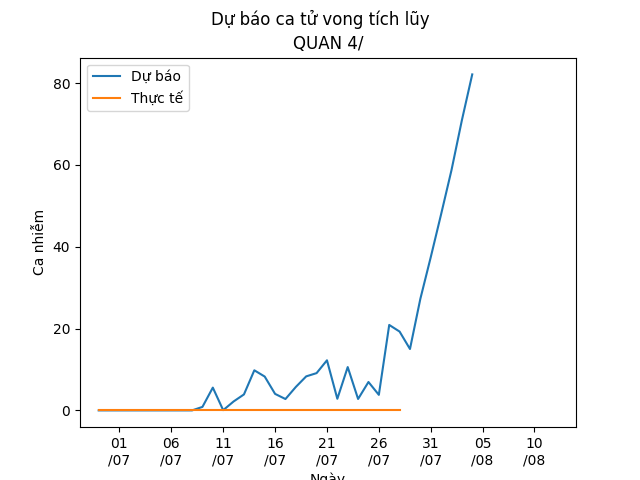 Dự báo ca tử vong tích lũy
QUAN 4/
Dự báo
Thực tế
Ca nhiễm
80
60
40
20
0
01 06 11 16 21 26 31 05 10
/07 /07 /07 /07 /07 /07 /07 /08 /08
Ngày